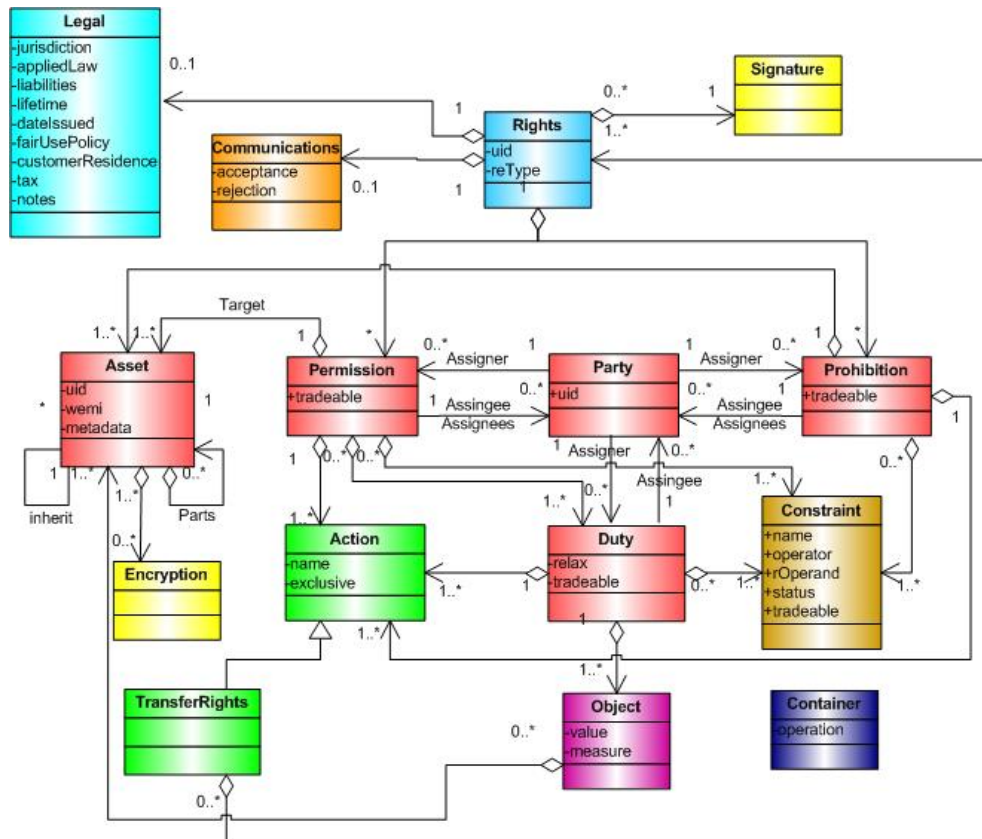 Legal
-jurisdiction
-appliedLaw
-liabilities
-lifetime
-dateIssued
-fairUsePolicy
-customerResidence
-tax
-notes
0..1
Communications
-acceptance
-rejection
0..1
1
1
Rights
-uid
-reType
1
0..*
1..*
1
Signature
Target
1..*
1..*
1
*
0..*
1
Assigner
1
Assigner
0..*
1
*
Asset
-uid
-wemi
-metadata
*
1
1
1..*
0..*
inherit
Parts
1..*
0..*
Encryption
Permission
+tradeable
1
Assingee
Assignees
0..*
Party
+uid
0..*
Assingee
Assignees
1
Prohibition
+tradeable
1
1
0..*
0..*
1
Assigner
0..*
0..*
Assingee
1
1..*
0..*
1..*
1..*
Action
-name
-exclusive
1..*
1
Duty
-relax
-tradeable
0..*
1..*
1
1..*
Constraint
+name
+operator
+rOperand
+status
+tradeable
1..*
1..*
TransferRights
0..*
0..*
Object
-value
-measure
Container
-operation